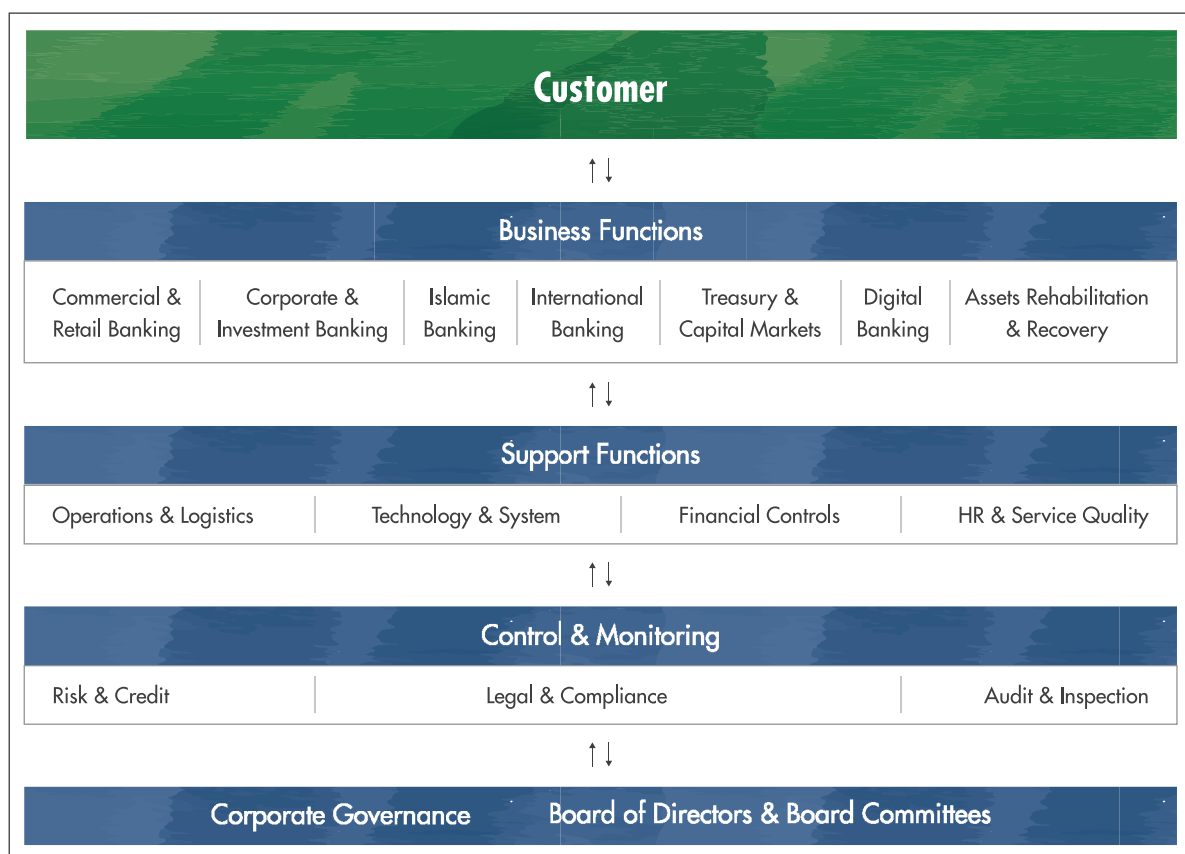 Customer
Business Functions
Commercial &
Retail Banking
Corporate &
Investment Banking
Islamic
Banking
International
Banking
Treasury &
Capital Markets
Digital
Banking
Assets Rehabilitation
& Recovery
Support Functions
Operations & Logistics
Technology & System
Financial Controls
HR & Service Quality
Control & Monitoring
Risk & Credit
Legal & Compliance
Audit & Inspection
Corporate Governance
Board of Directors & Board Committees